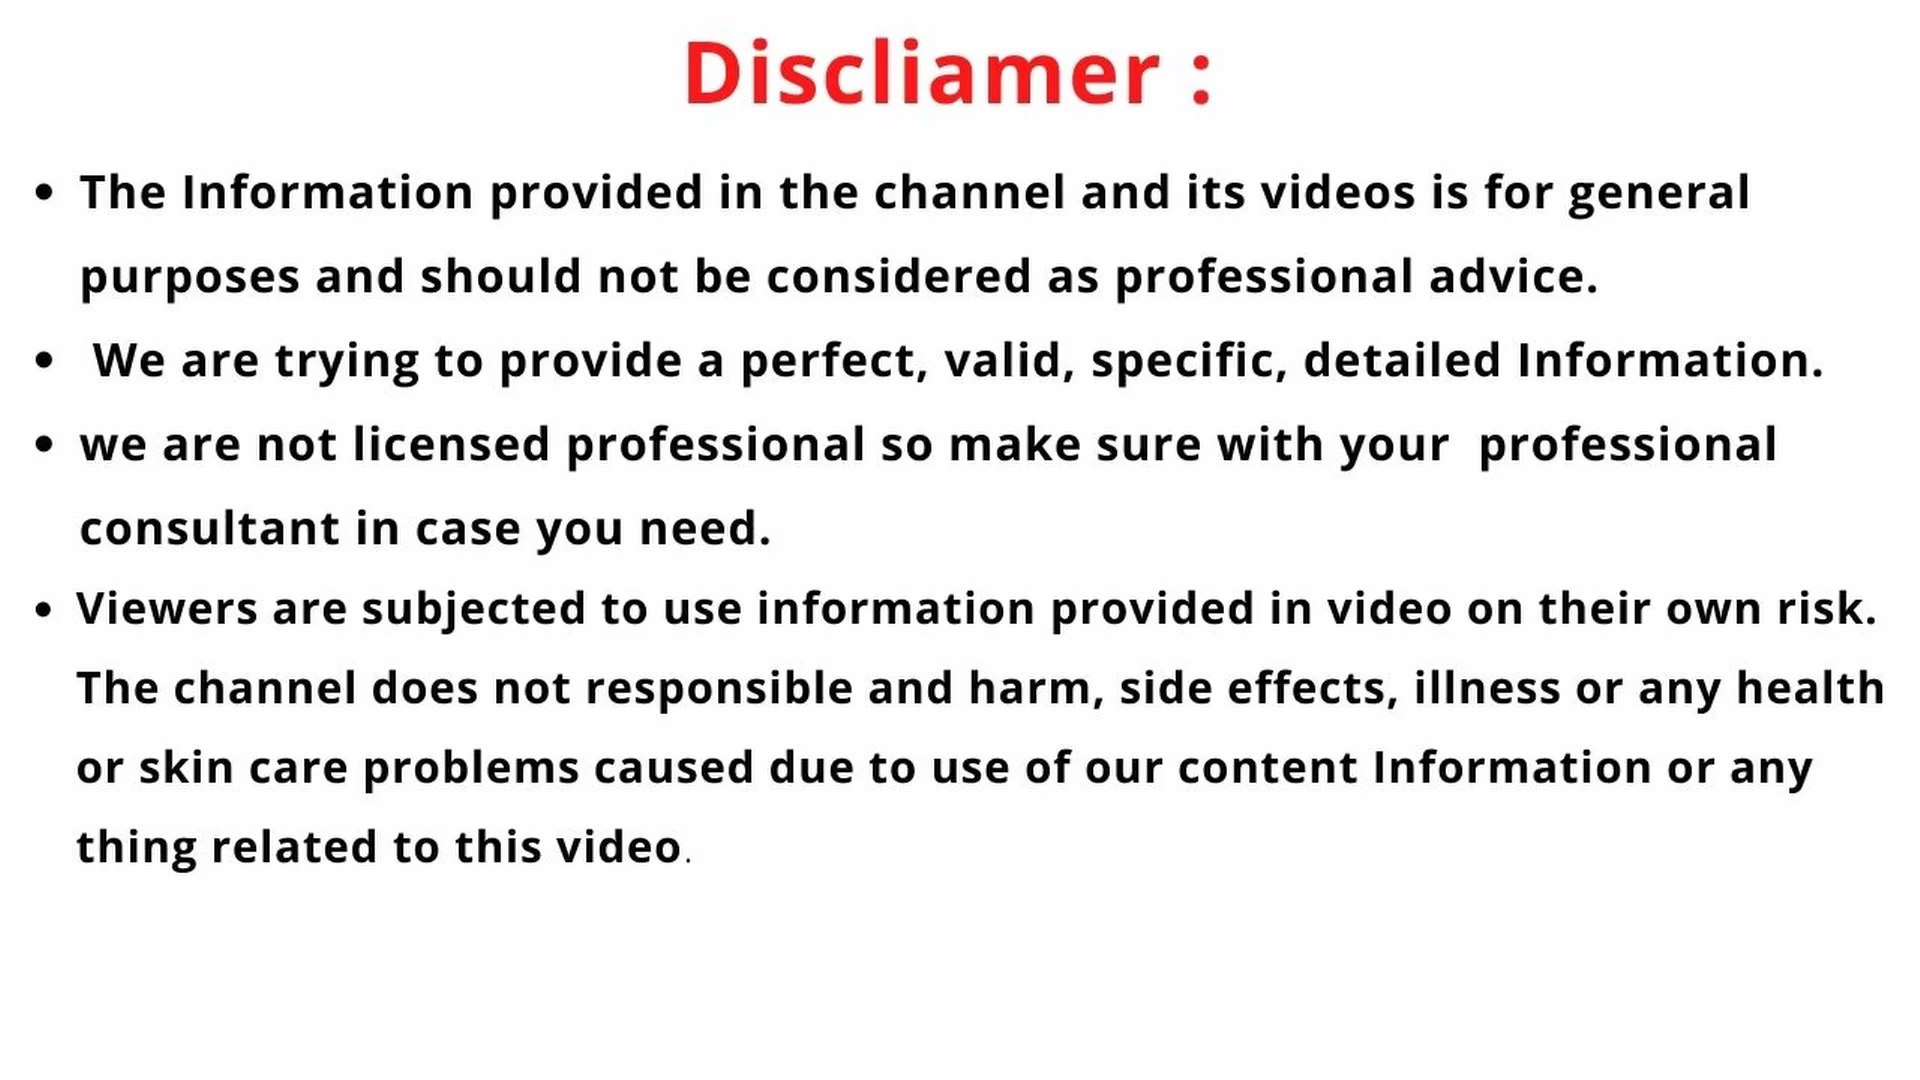 Discliamer :
• The Information provided in the channel and its videos is for general
purposes and should not be considered as professional advice.
• We are trying to provide a perfect, valid, specific, detailed Information.
• we are not licensed professional so make sure with your  professional
consultant in case you need.
• Viewers are subjected to use information provided in video on their own risk.
The channel does not responsible and harm, side effects, illness or any health
or skin care problems caused due to use of our content Information or any
thing related to this video.